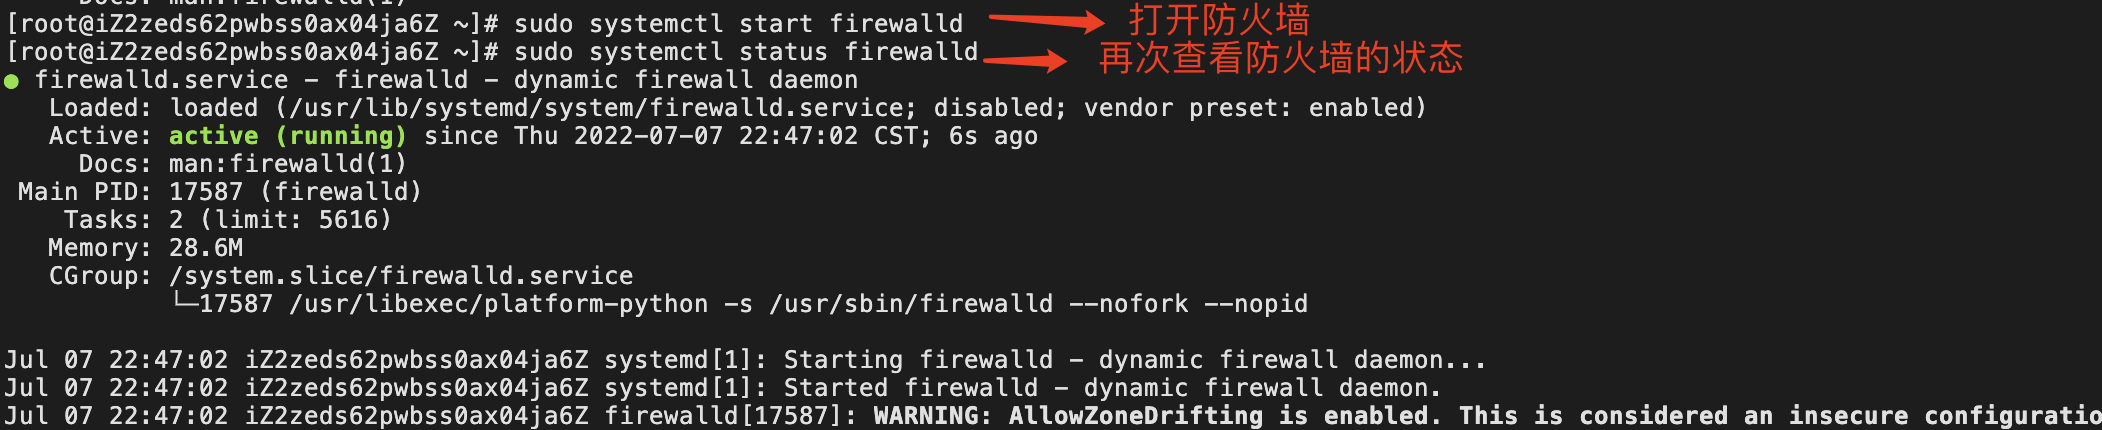 Docs: man:firewalld(1)
[root@iZ2zeds62pwbss0ax04ja6Z ~]# sudo systemctl start firewalld 打开防火墙
[root@iZ2zeds62pwbss0ax04ja6Z ~]# sudo systemctl status firewalld 再次查看防火墙的状态
● firewalld.service - firewalld - dynamic firewall daemon
Loaded: loaded (/usr/lib/systemd/system/firewalld.service; disabled; vendor preset: enabled)
Active: active (running) since Thu 2022-07-07 22:47:02 CST; 6s ago
Docs: man:firewalld(1)
Main PID: 17587 (firewalld)
Tasks: 2 (limit: 5616)
Memory: 28.6M
CGroup: /system.slice/firewalld.service
└─17587 /usr/libexec/platform-python -s /usr/sbin/firewalld --nofork --nopid
Jul 07 22:47:02 iZ2zeds62pwbss0ax04ja6Z systemd[1]: Starting firewalld - dynamic firewall daemon...
Jul 07 22:47:02 iZ2zeds62pwbss0ax04ja6Z systemd[1]: Started firewalld - dynamic firewall daemon.
Jul 07 22:47:02 iZ2zeds62pwbss0ax04ja6Z firewalld[17587]: WARNING: AllowZoneDrifting is enabled. This is considered an insecure configuratio